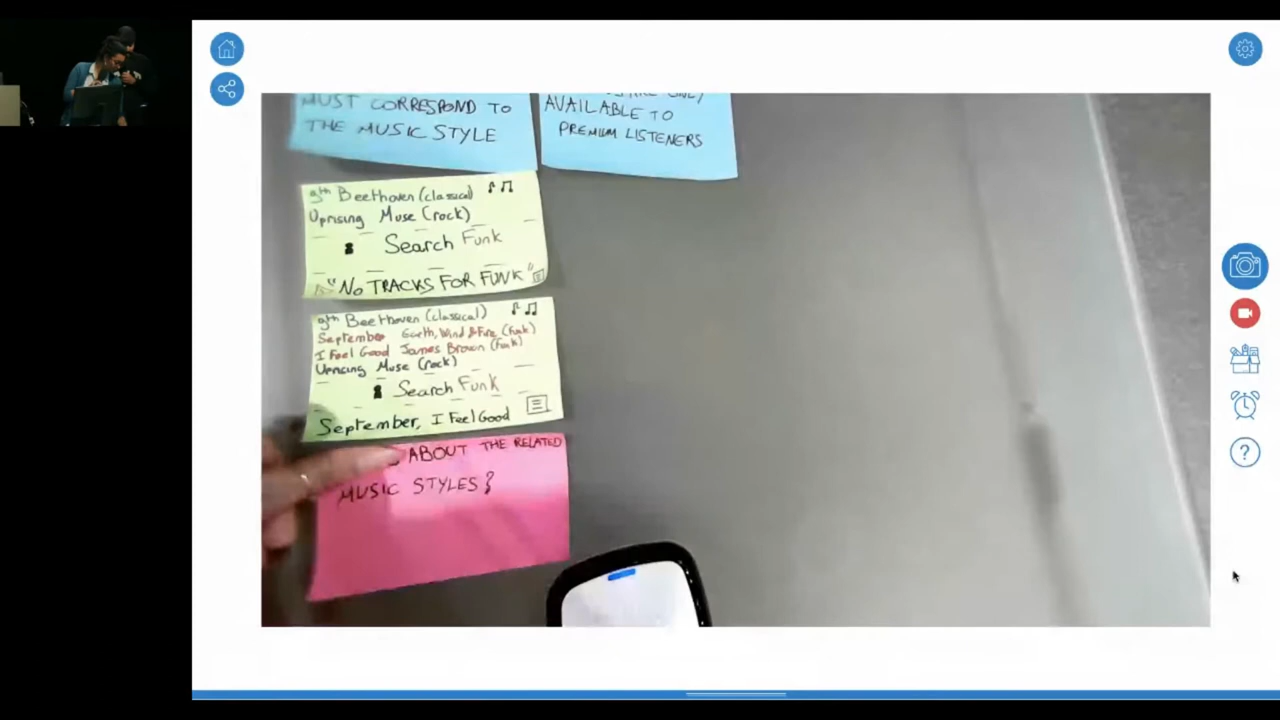 MUST CORRESPOND TO
THE MUSIC STYLE
ONLY
AVAILABLE TO
PREMIUM LISTENERS
9th Beethoven (classical)
Uprising Muse (rock)
Search Funk
"NO TRACKS FOR FUNK"
9th Beethoven (classical)
September Earth, Wind & Fire (funk)
I Feel Good James Brown (funk)
Uprising Muse (rock)
Search Funk
September, I Feel Good
ABOUT THE RELATED
MUSIC STYLES?